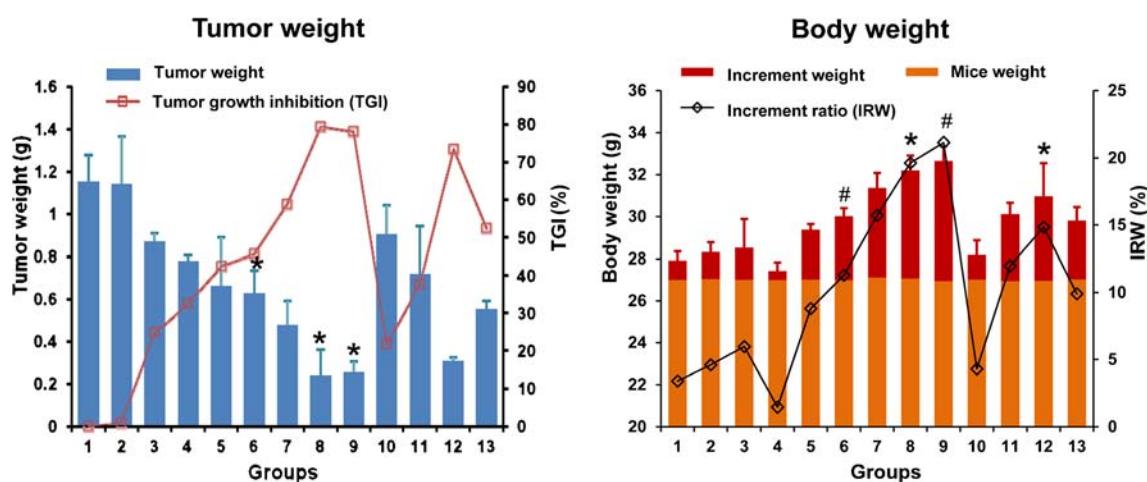 Tumor weight
Tumor weight
Tumor growth inhibition (TGI)
1.6
1.4
1.2
1
0.8
0.6
0.4
0.2
0
Tumor weight (g)
90
80
70
60
50
40
30
20
10
0
TGI (%)
*
*
*
1 2 3 4 5 6 7 8 9 10 11 12 13
Groups
Body weight
Increment weight Mice weight
Increment ratio (IRW)
36
34
32
30
28
26
24
22
20
Body weight (g)
25
20
15
10
5
0
IRW (%)
# * # *
1 2 3 4 5 6 7 8 9 10 11 12 13
Groups